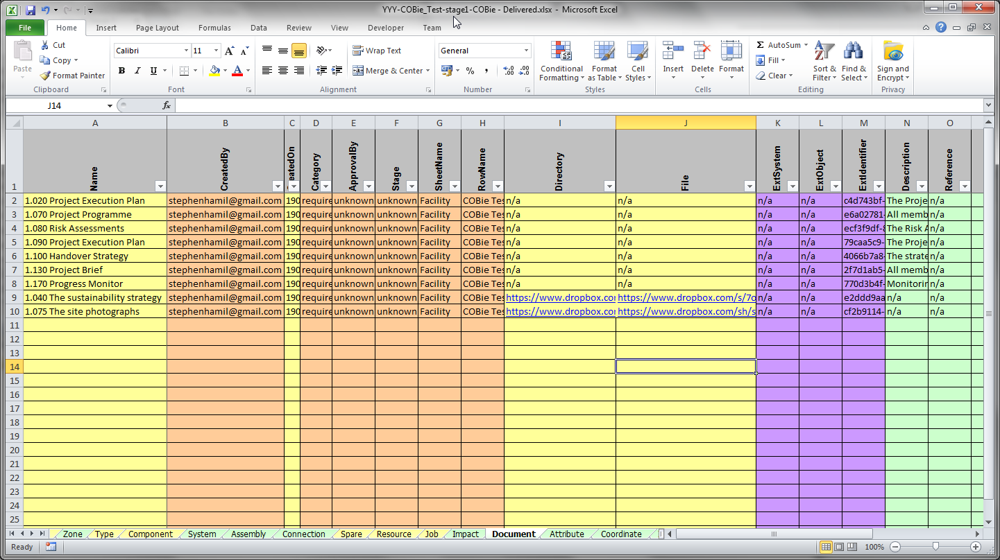 YYY-COBie_Test-stage1-COBie - Delivered.xlsx - Microsoft Excel
File Home Insert Page Layout Formulas Data Review View Developer Team
Paste Cut Copy Format Painter Clipboard
Calibri 11 B I U Font
Wrap Text Merge & Center Alignment
General % , .00 .0 Number
Conditional Formatting Format as Table Cell Styles Styles
Insert Delete Format Cells
Σ AutoSum Fill Clear Sort & Filter Find & Select Editing
Sign and Encrypt Privacy
J14 fx
A B C D E F G H I J K L M N O
1 Name CreatedBy CreatedOn Category ApprovalBy Stage SheetName RowName Directory File ExtSystem ExtObject ExtIdentifier Description Reference
2 1.020 Project Execution Plan stephenhamil@gmail.com 190 require unknown unknown Facility COBie Tes n/a n/a n/a n/a c4d743bf- The Proje n/a
3 1.070 Project Programme stephenhamil@gmail.com 190 require unknown unknown Facility COBie Tes n/a n/a n/a n/a e6a02781- All memb n/a
4 1.080 Risk Assessments stephenhamil@gmail.com 190 require unknown unknown Facility COBie Tes n/a n/a n/a n/a ecf3f9df-8 The Risk A n/a
5 1.090 Project Execution Plan stephenhamil@gmail.com 190 require unknown unknown Facility COBie Tes n/a n/a n/a n/a 79caa5c9- The Proje n/a
6 1.100 Handover Strategy stephenhamil@gmail.com 190 require unknown unknown Facility COBie Tes n/a n/a n/a n/a 4066b7a8- The strate n/a
7 1.130 Project Brief stephenhamil@gmail.com 190 require unknown unknown Facility COBie Tes n/a n/a n/a n/a 2f7d1ab5- All memb n/a
8 1.170 Progress Monitor stephenhamil@gmail.com 190 require unknown unknown Facility COBie Tes n/a n/a n/a n/a 770d3b4f- Monitorin n/a
9 1.040 The sustainability strategy stephenhamil@gmail.com 190 require unknown unknown Facility COBie Tes https://www.dropbox.com https://www.dropbox.com/s/7o n/a n/a e2ddd9aa n/a n/a
10 1.075 The site photographs stephenhamil@gmail.com 190 require unknown unknown Facility COBie Tes https://www.dropbox.com https://www.dropbox.com/sh/s n/a n/a cf2b9114- n/a n/a
11
12
13
14
15
16
17
18
19
20
21
22
23
24
25
Zone Type Component System Assembly Connection Spare Resource Job Impact Document Attribute Coordinate
Ready 100%